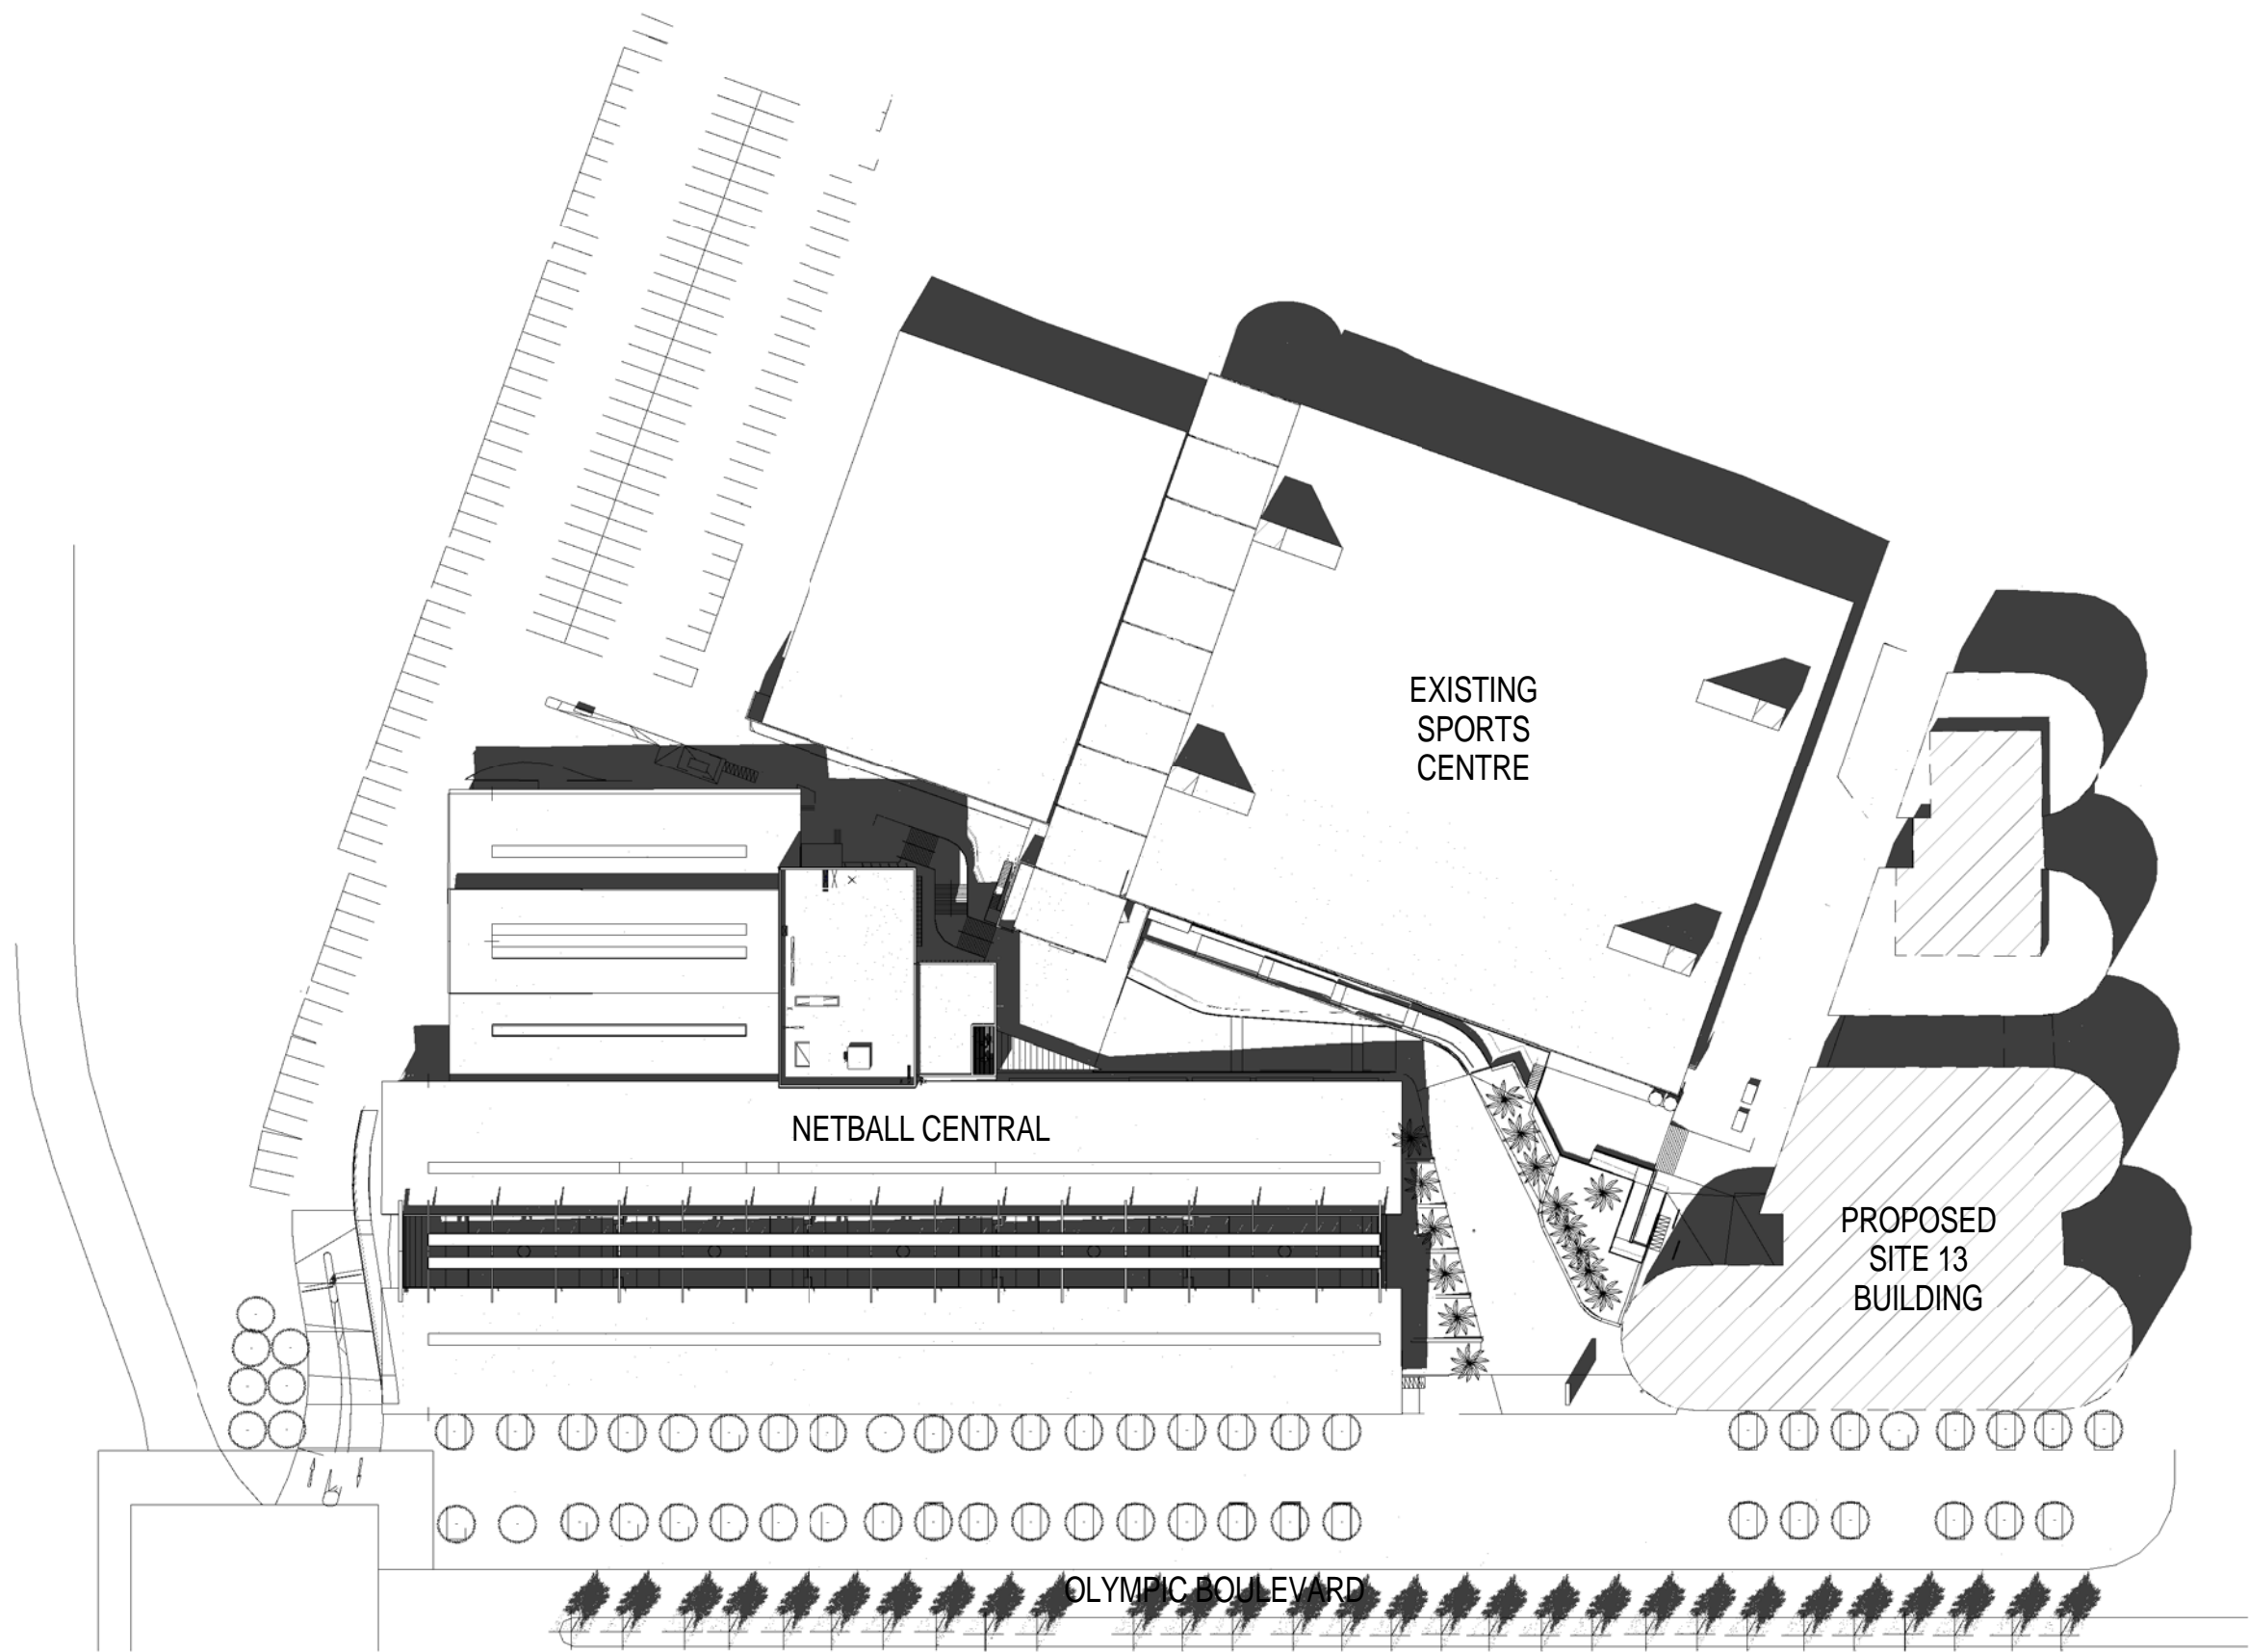 EXISTING
SPORTS
CENTRE
NETBALL CENTRAL
PROPOSED
SITE 13
BUILDING
OLYMPIC BOULEVARD